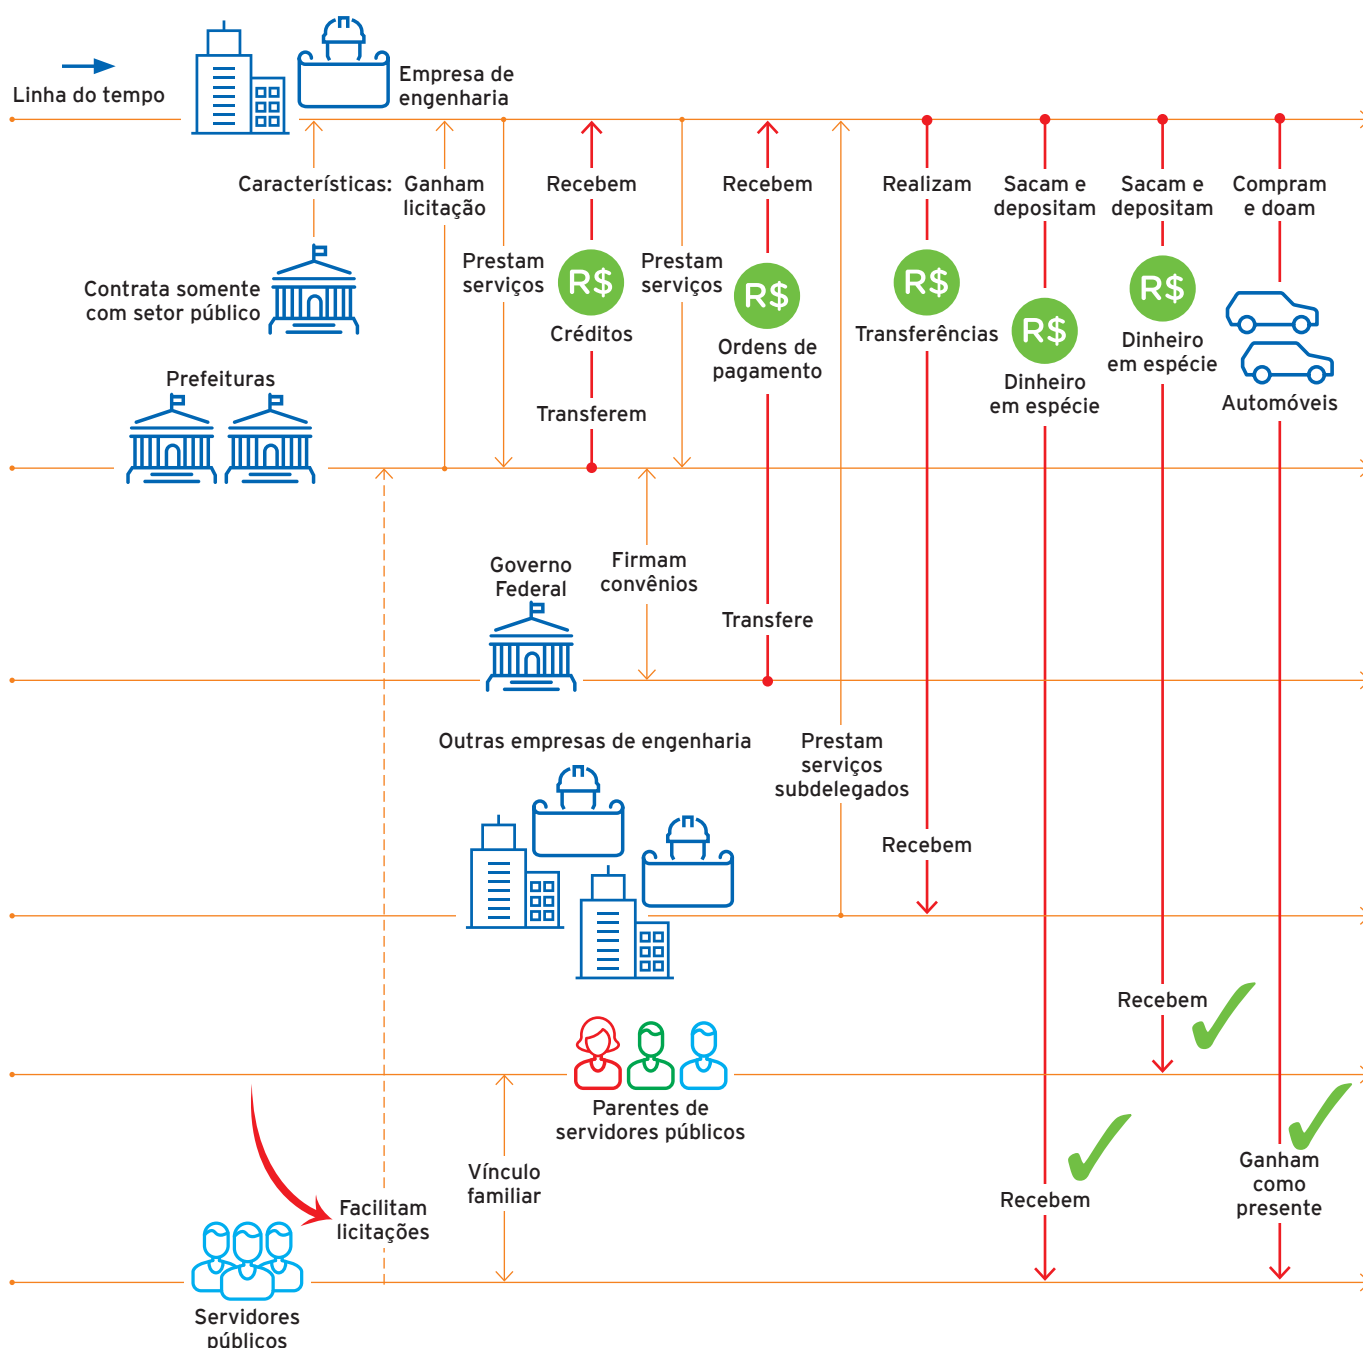 Linha do tempo
Empresa de
engenharia
Características:
Ganham
licitação
Recebem
Recebem
Realizam
Sacam e
depositam
Sacam e
depositam
Compram
e doam
Contrata somente
com setor público
Prestam
serviços
R$
Créditos
Prestam
serviços
R$
Ordens de
pagamento
R$
Transferências
R$
Dinheiro
em espécie
R$
Dinheiro
em espécie
Automóveis
Prefeituras
Transferem
Governo
Federal
Firmam
convênios
Transfere
Outras empresas de engenharia
Prestam
serviços
subdelegados
Recebem
Recebem
Parentes de
servidores públicos
Vínculo
familiar
Facilitam
licitações
Recebem
Ganham
como
presente
Servidores
públicos